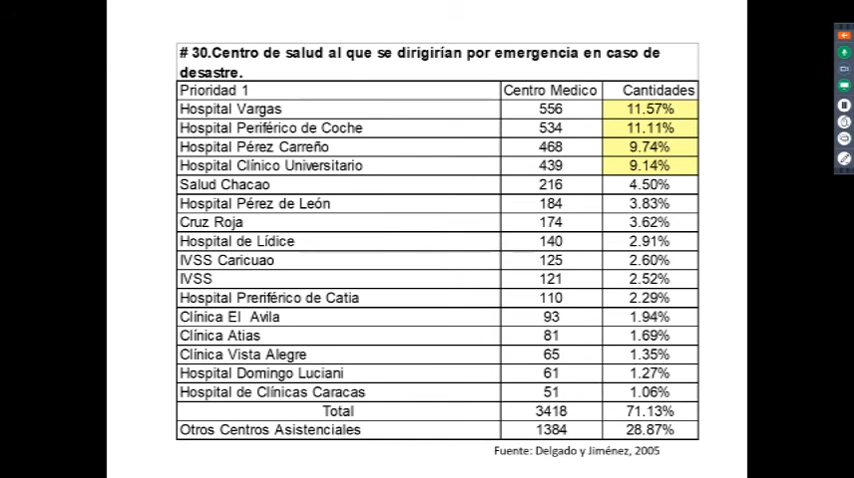 # 30.Centro de salud al que se dirigirían por emergencia en caso de
desastre.
Prioridad 1 Centro Medico Cantidades
Hospital Vargas 556 11.57%
Hospital Periférico de Coche 534 11.11%
Hospital Pérez Carreño 468 9.74%
Hospital Clínico Universitario 439 9.14%
Salud Chacao 216 4.50%
Hospital Pérez de León 184 3.83%
Cruz Roja 174 3.62%
Hospital de Lídice 140 2.91%
IVSS Caricuao 125 2.60%
IVSS 121 2.52%
Hospital Preriférico de Catia 110 2.29%
Clínica El Avila 93 1.94%
Clínica Atias 81 1.69%
Clínica Vista Alegre 65 1.35%
Hospital Domingo Luciani 61 1.27%
Hospital de Clínicas Caracas 51 1.06%
Total 3418 71.13%
Otros Centros Asistenciales 1384 28.87%
Fuente: Delgado y Jiménez, 2005